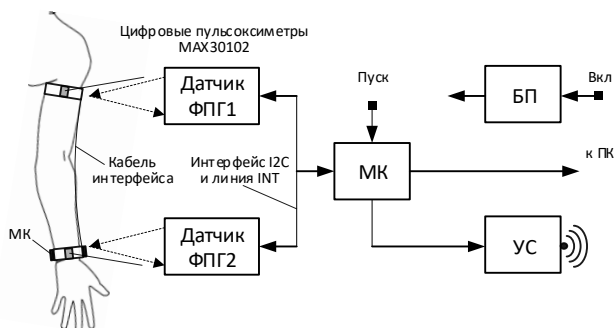 Цифровые пульсоксиметры
MAX30102
Датчик
ФПГ1
Пуск
БП
Вкл
МК
к ПК
Кабель
интерфейса
Интерфейс I2C
и линия INT
МК
Датчик
ФПГ2
УС